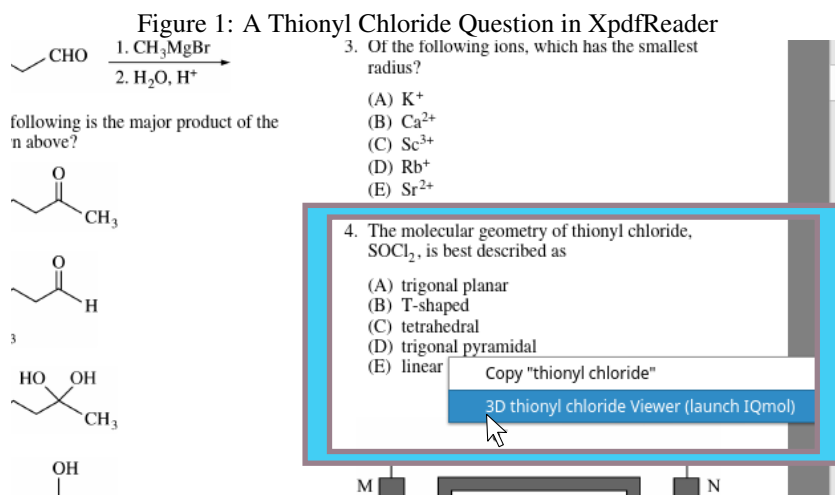 Figure 1: A Thionyl Chloride Question in XpdfReader
CHO
1. CH₃MgBr
2. H₂O, H⁺
following is the major product of the
n above?
O
CH₃
O
H
3
HO OH
CH₃
OH
3. Of the following ions, which has the smallest
radius?
(A) K⁺
(B) Ca²⁺
(C) Sc³⁺
(D) Rb⁺
(E) Sr²⁺
4. The molecular geometry of thionyl chloride,
SOCl₂, is best described as
(A) trigonal planar
(B) T-shaped
(C) tetrahedral
(D) trigonal pyramidal
(E) linear
Copy "thionyl chloride"
3D thionyl chloride Viewer (launch IQmol)
M
N